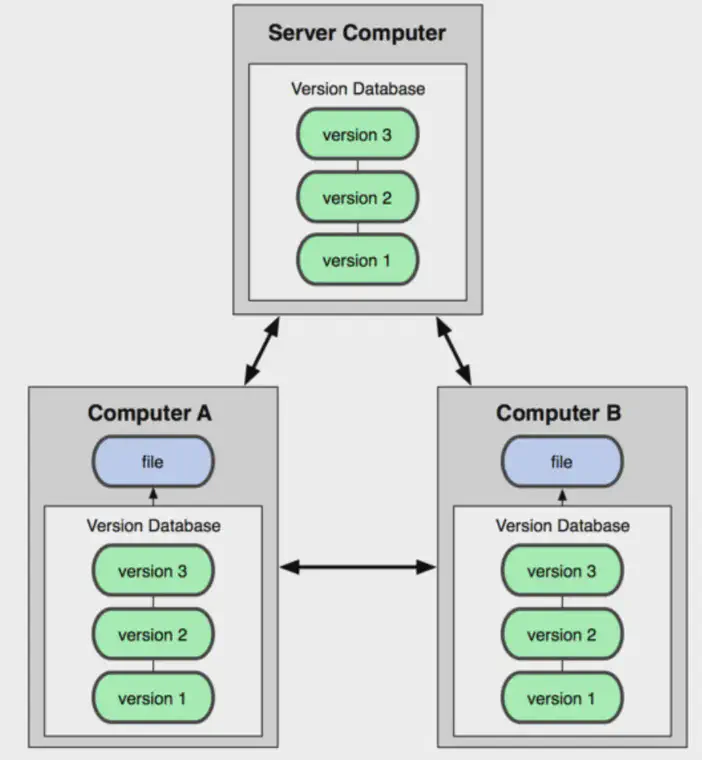 Server Computer
Version Database
version 3
version 2
version 1
Computer A
file
Version Database
version 3
version 2
version 1
Computer B
file
Version Database
version 3
version 2
version 1